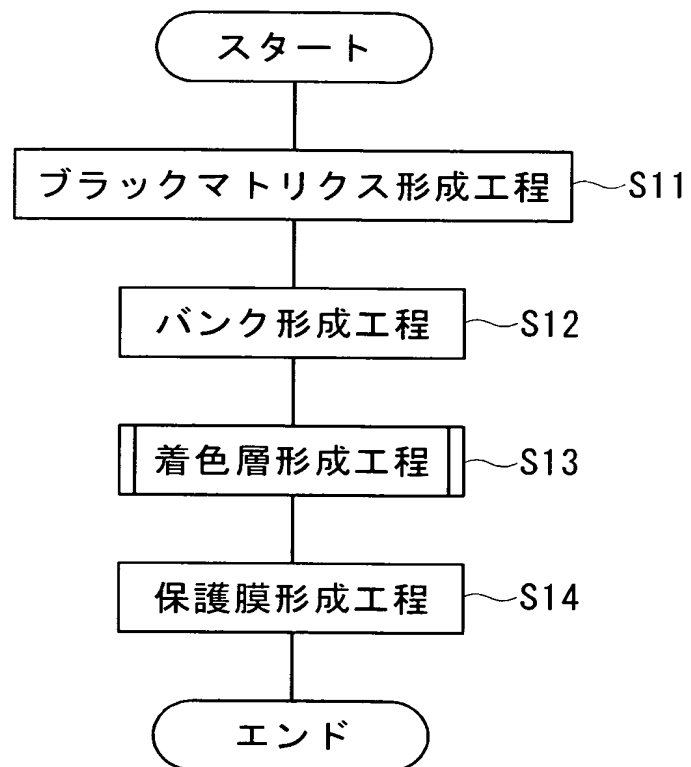 スタート
ブラックマトリクス形成工程 S11
バンク形成工程 S12
着色層形成工程 S13
保護膜形成工程 S14
エンド